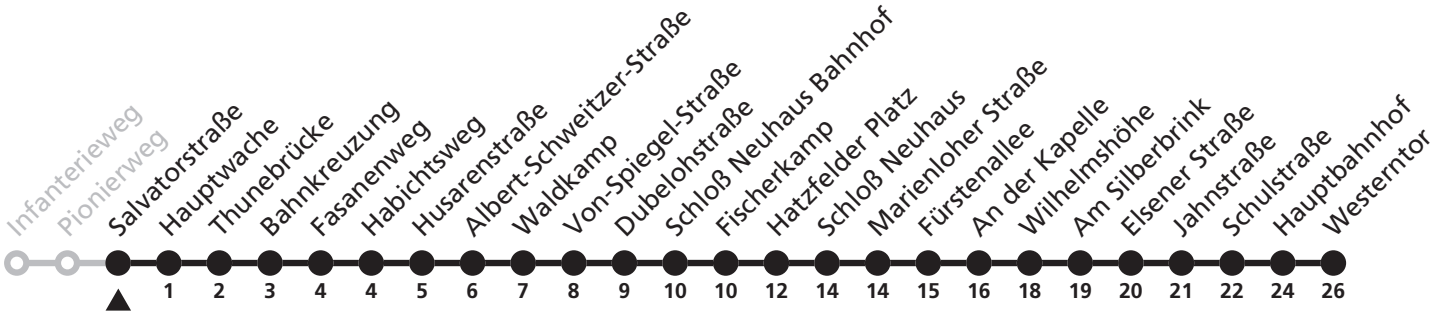 Infanterieweg
Pionierweg
Salvatorstraße
Hauptwache
Thunebrücke
Bahnkreuzung
Fasanenweg
Habichtsweg
Husarenstraße
Albert-Schweitzer-Straße
Waldkamp
Von-Spiegel-Straße
Dubelohstraße
Schloß Neuhaus Bahnhof
Fischerkamp
Hatzfelder Platz
Schloß Neuhaus
Marienloher Straße
Fürstenallee
An der Kapelle
Wilhelmshöhe
Am Silberbrink
Elsener Straße
Jahnstraße
Schulstraße
Hauptbahnhof
Westerntor
1 2 3 4 4 5 6 7 8 9 10 10 12 14 14 15 16 18 19 20 21 22 24 26